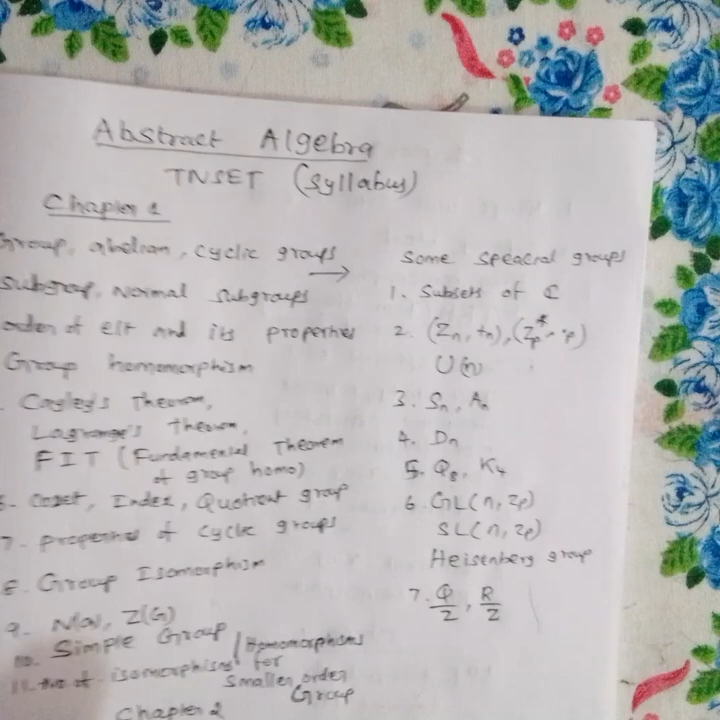 Abstract Algebra
TNSET (Syllabus)
Chapter 1
Group, abelian, cyclic groups
subgroup, Normal subgroups
order of elt and its properties
Group homomorphism
Cayley's Theorem,
Lagrange's Theorem,
FIT (Fundamental Theorem
of group homo)
Coset, Index, Quotient group
7. properties of cyclic groups
8. Group Isomorphism
9. N(a), Z(G)
10. Simple Group
11. No of isomorphisms / Homomorphisms
for
Smaller order
Group
Chapter 2
→ Some speacial groups
1. Subsets of ℂ
2. (Zn, +n), (Zp*, ·p)
U(n)
3. Sn, An
4. Dn
5. Q8, K4
6. GL(n, Zp)
SL(n, Zp)
Heisenberg group
7. Q/Z, R/Z